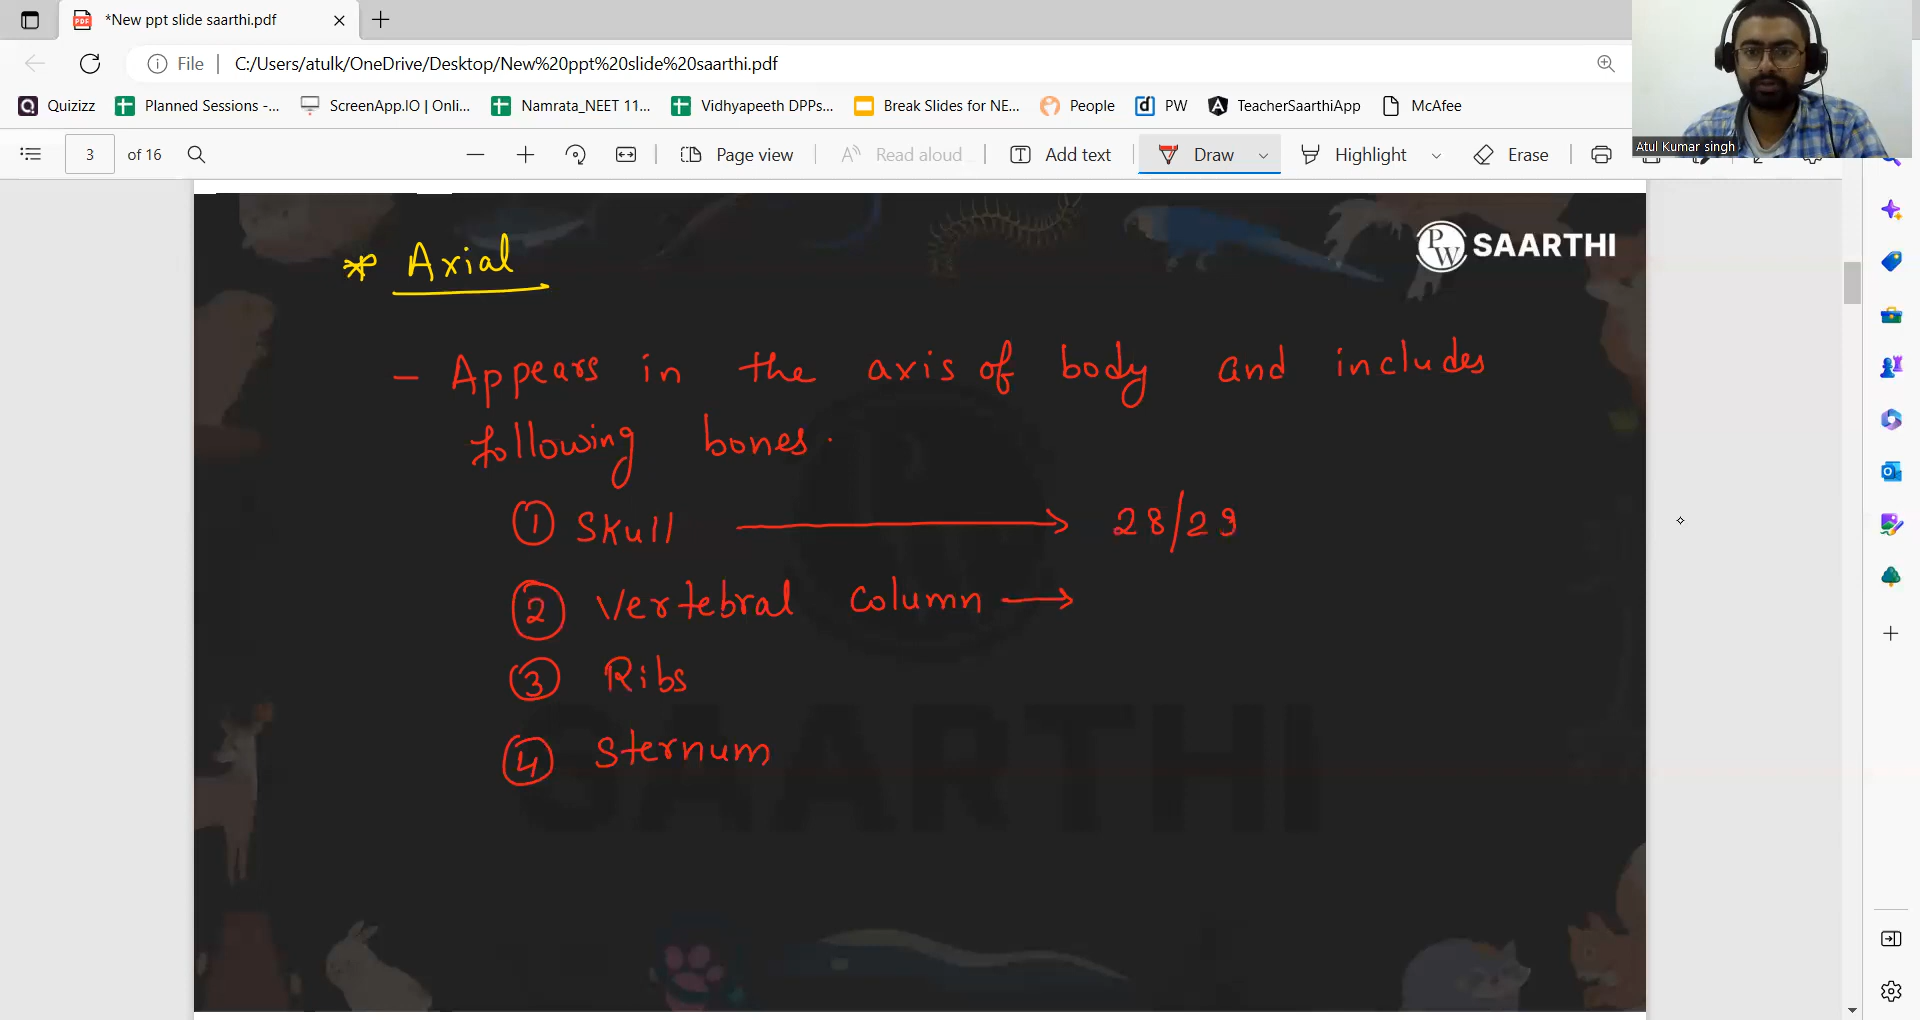 *New ppt slide saarthi.pdf
File C:/Users/atulk/OneDrive/Desktop/New%20ppt%20slide%20saarthi.pdf
Quizizz Planned Sessions -... ScreenApp.IO | Onli... Namrata_NEET 11... Vidhyapeeth DPPs... Break Slides for NE... People PW TeacherSaarthiApp McAfee
3 of 16 Page view Read aloud Add text Draw Highlight Erase
Atul Kumar singh
PW SAARTHI
* Axial
- Appears in the axis of body and includes
following bones.
① Skull → 28/29
② Vertebral Column →
③ Ribs
④ Sternum
SAARTHI